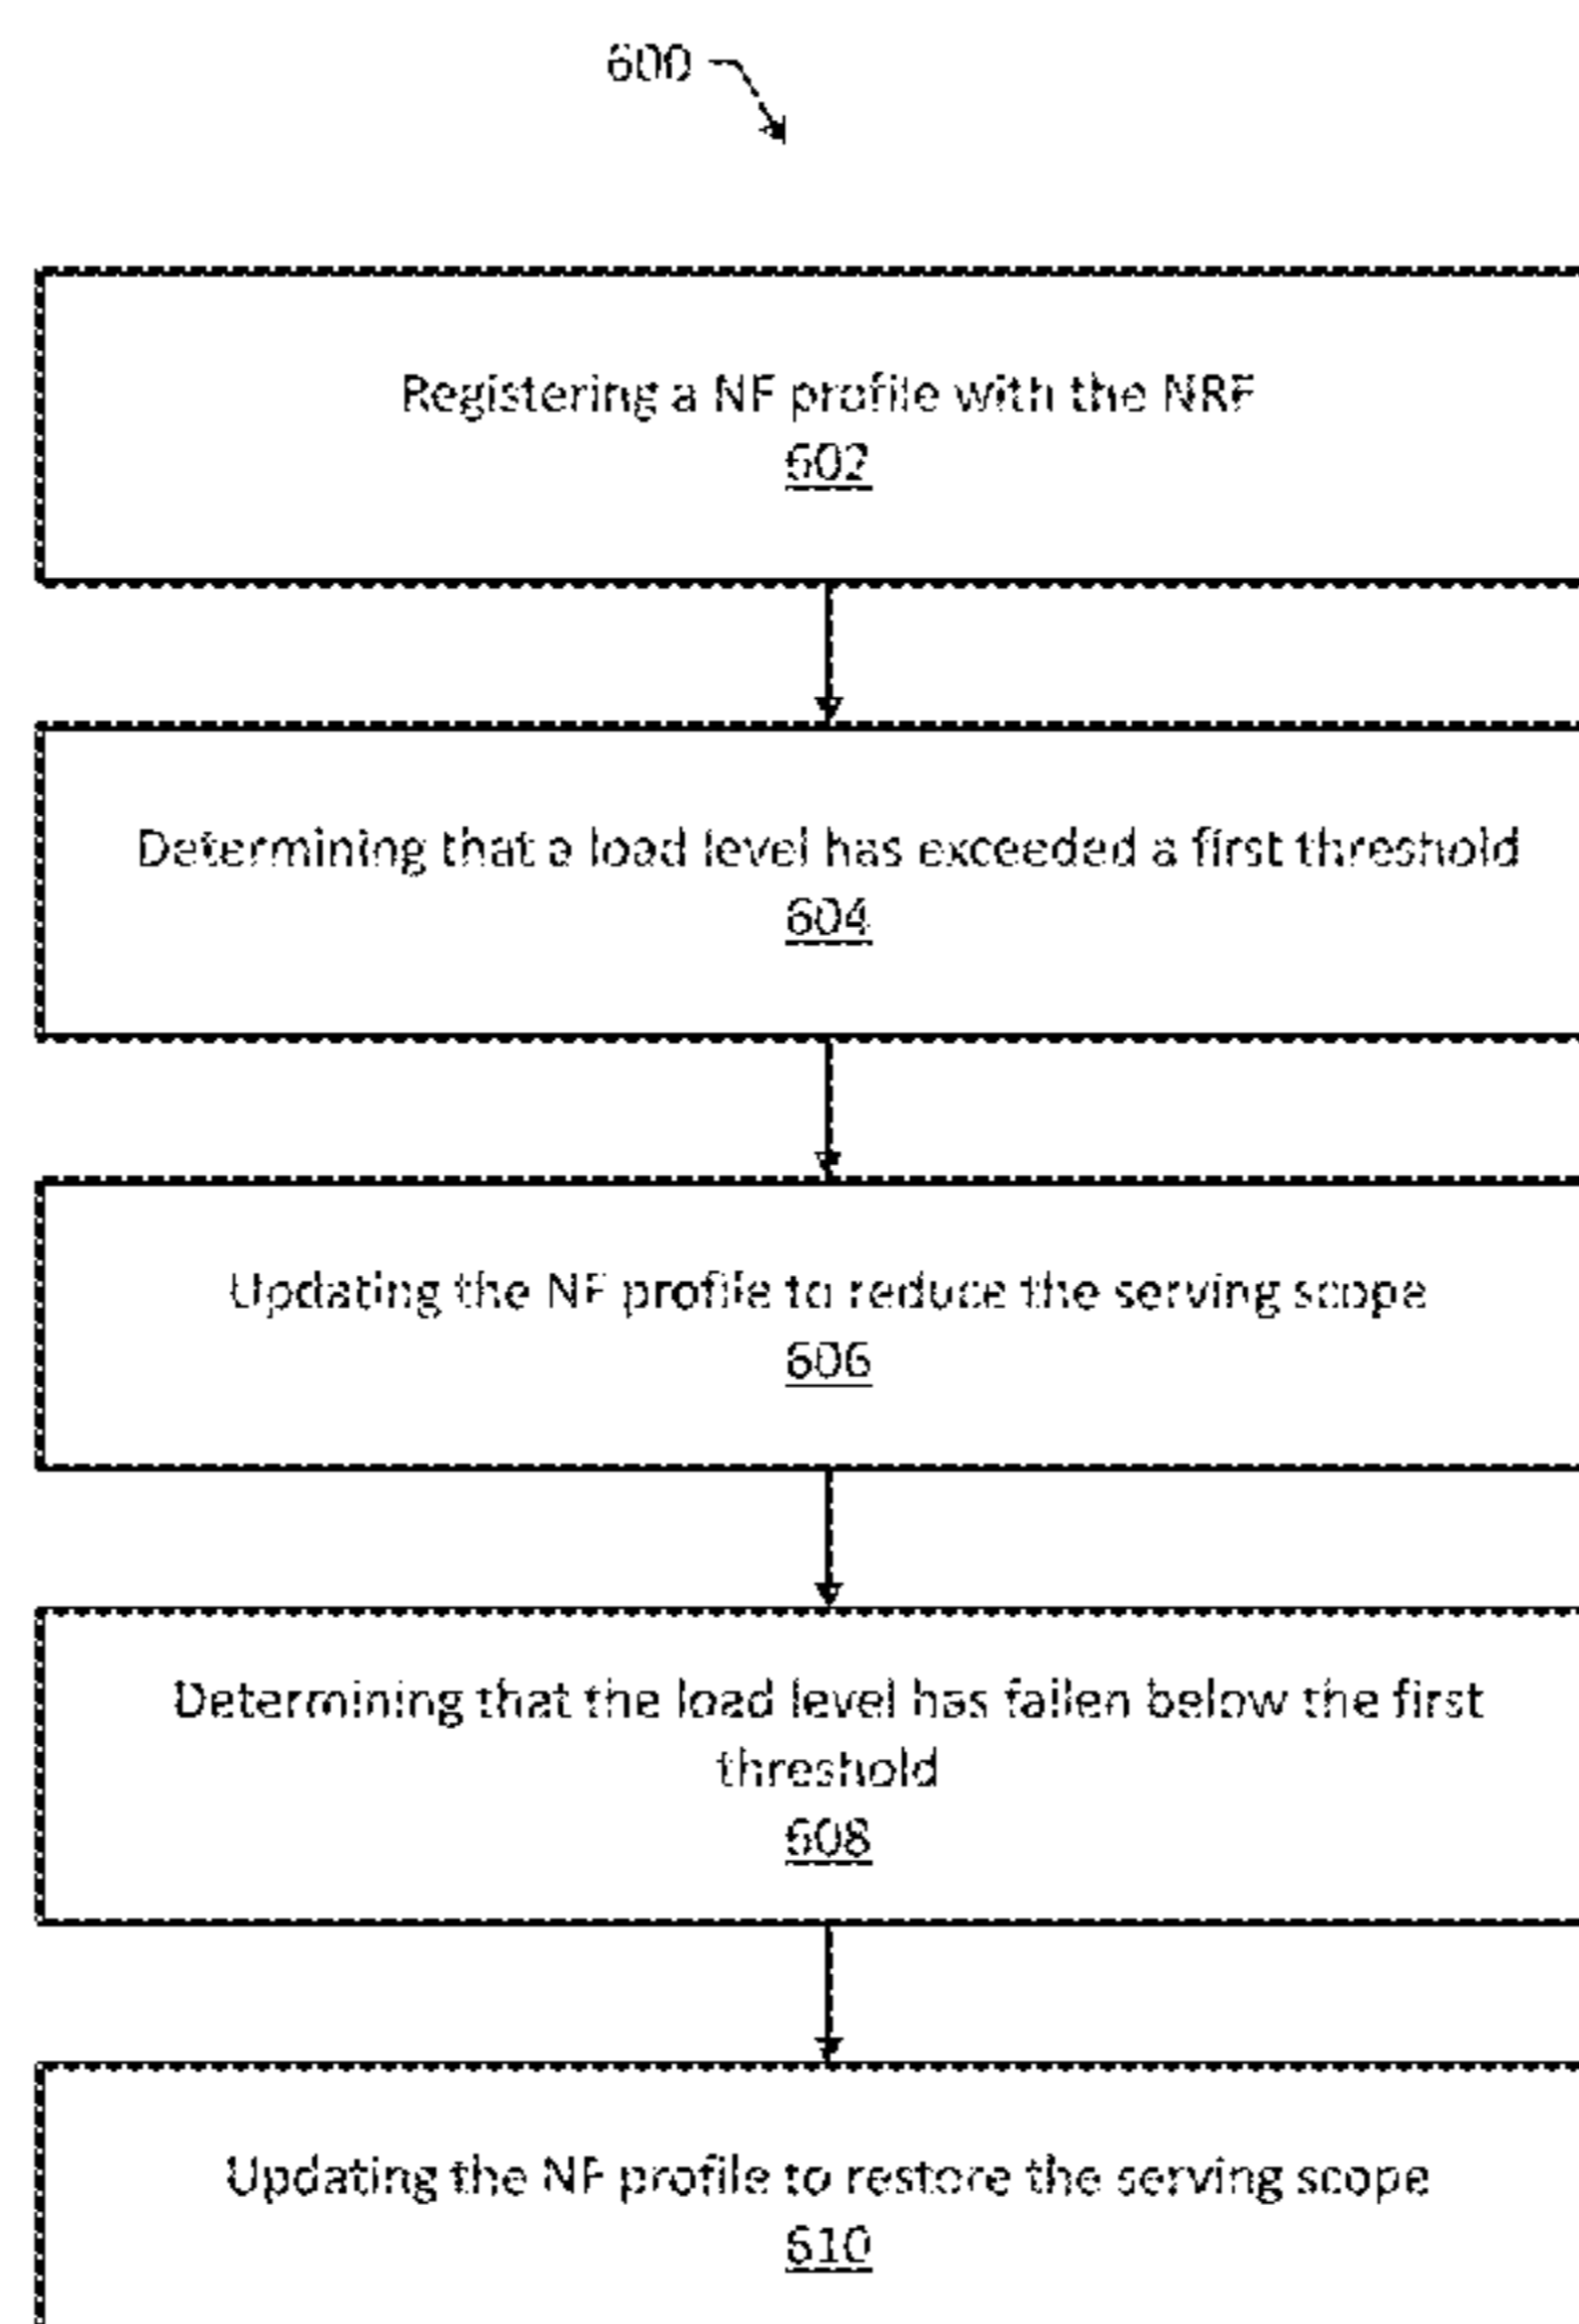 600
Registering a NF profile with the NRF
602
Determining that a load level has exceeded a first threshold
604
Updating the NF profile to reduce the serving scope
606
Determining that the load level has fallen below the first
threshold
608
Updating the NF profile to restore the serving scope
610